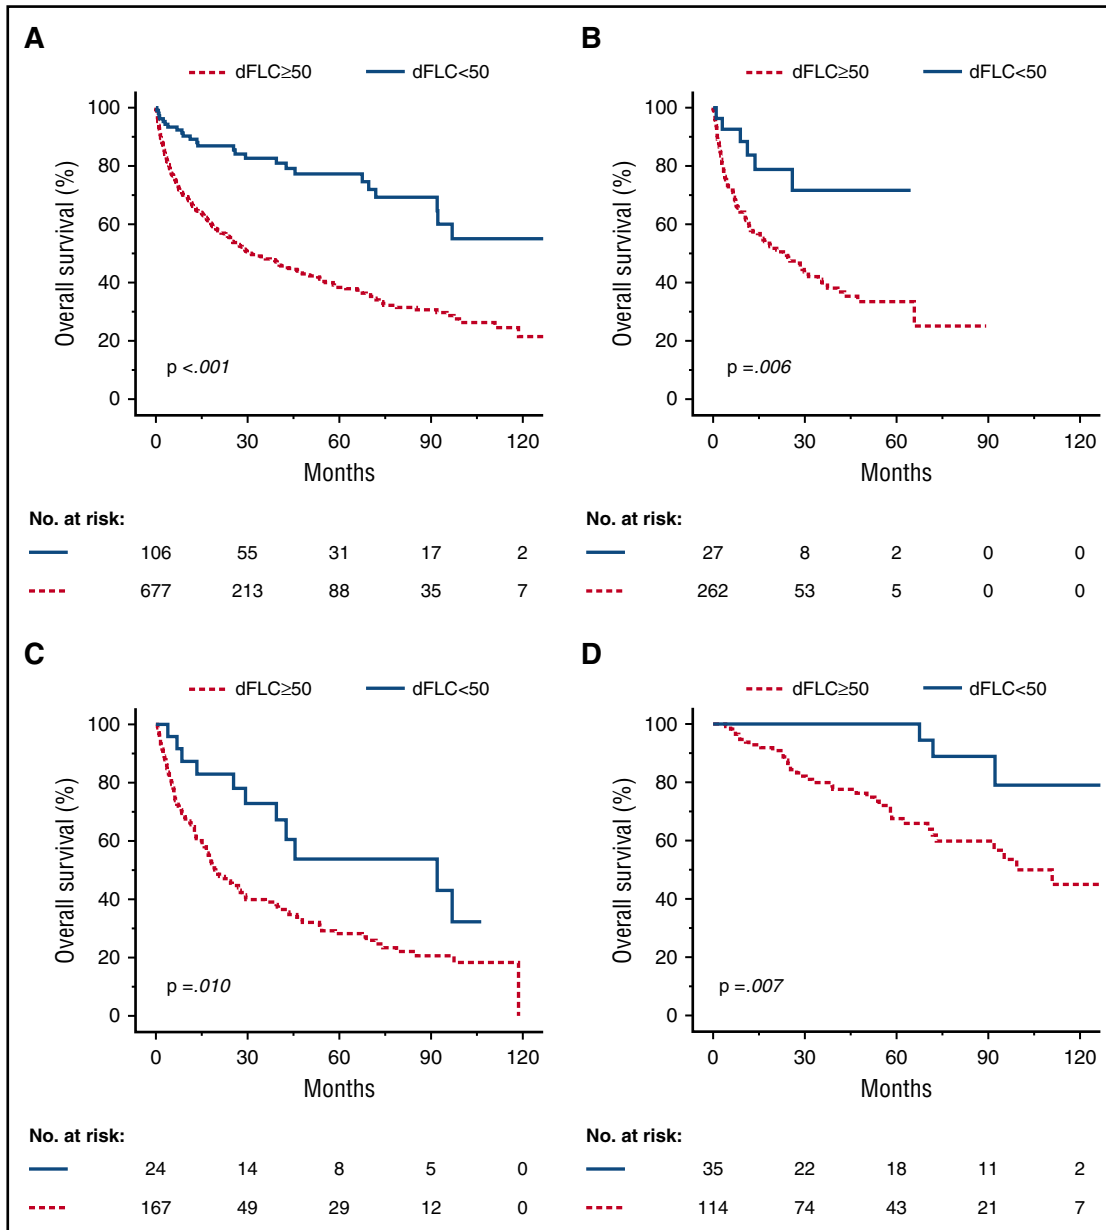 A
dFLC≥50 dFLC<50
Overall survival (%)
100
80
60
40
20
0
p <.001
0 30 60 90 120
Months
No. at risk:
106 55 31 17 2
677 213 88 35 7
B
dFLC≥50 dFLC<50
Overall survival (%)
100
80
60
40
20
0
p =.006
0 30 60 90 120
Months
No. at risk:
27 8 2 0 0
262 53 5 0 0
C
dFLC≥50 dFLC<50
Overall survival (%)
100
80
60
40
20
0
p =.010
0 30 60 90 120
Months
No. at risk:
24 14 8 5 0
167 49 29 12 0
D
dFLC≥50 dFLC<50
Overall survival (%)
100
80
60
40
20
0
p =.007
0 30 60 90 120
Months
No. at risk:
35 22 18 11 2
114 74 43 21 7